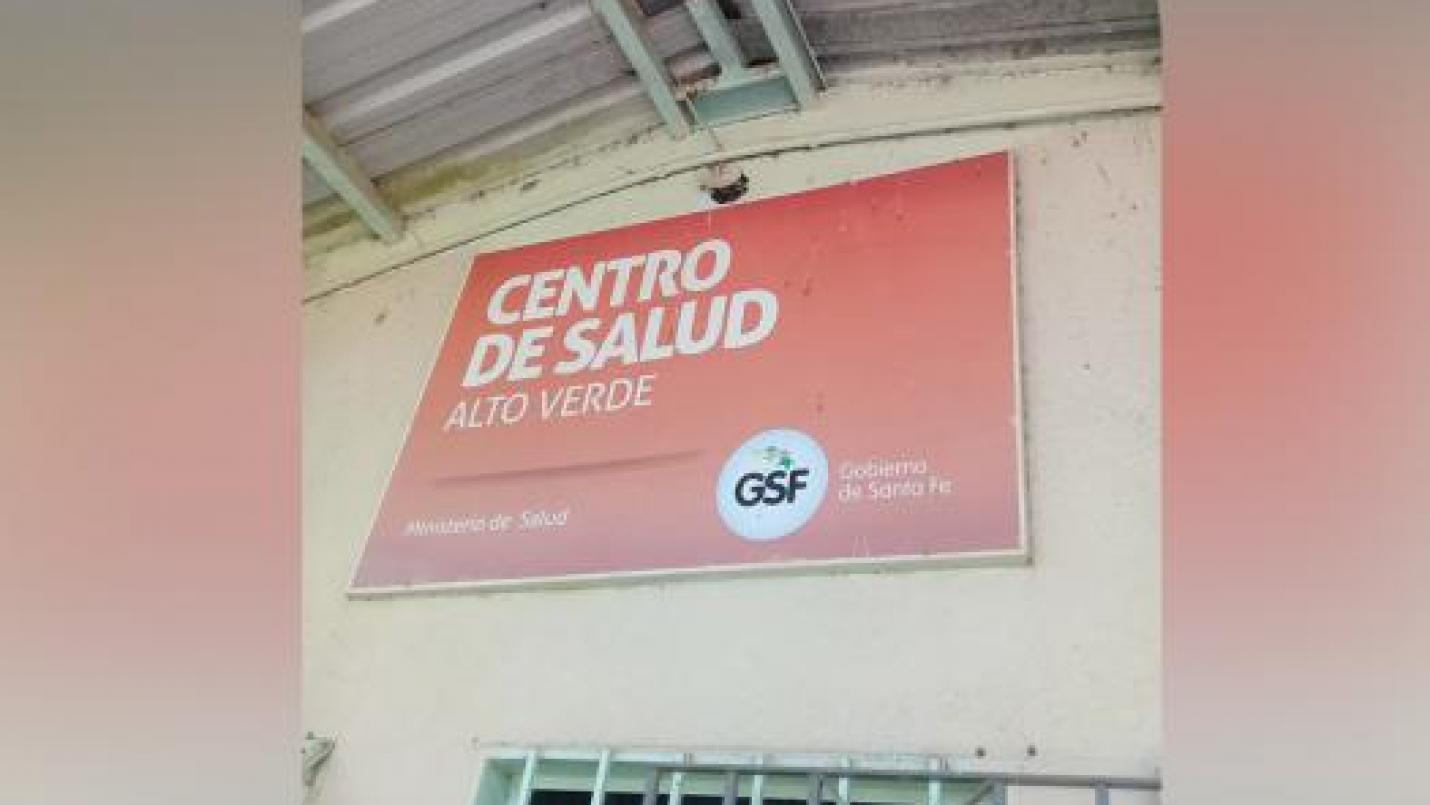 CENTRO
DE SALUD
ALTO VERDE
Ministerio de Salud
GSF
Gobierno
de Santa Fe